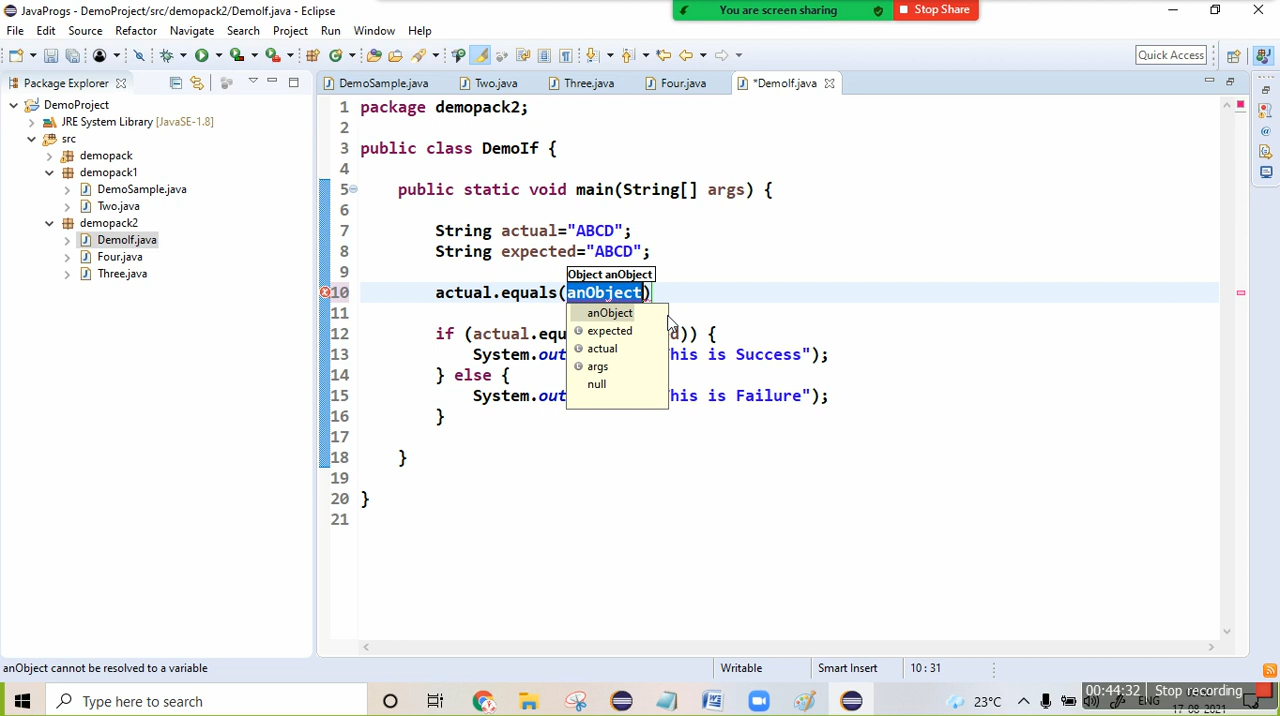 JavaProgs - DemoProject/src/demopack2/DemoIf.java - Eclipse
You are screen sharing
Stop Share
File Edit Source Refactor Navigate Search Project Run Window Help
Quick Access
Package Explorer
DemoSample.java
Two.java
Three.java
Four.java
*DemoIf.java
DemoProject
JRE System Library [JavaSE-1.8]
src
demopack
demopack1
DemoSample.java
Two.java
demopack2
DemoIf.java
Four.java
Three.java
1 package demopack2;
2
3 public class DemoIf {
4
5 public static void main(String[] args) {
6
7 String actual="ABCD";
8 String expected="ABCD";
9
Object anObject
10 actual.equals(anObject)
11
anObject
12 if (actual.equ )) {
expected
actual
13 System.out his is Success");
args
14 } else {
null
15 System.out his is Failure");
16 }
17
18 }
19
20 }
21
anObject cannot be resolved to a variable
Writable
Smart Insert
10 : 31
Type here to search
23°C
ENG
00:44:32
Stop recording
17-08-2021